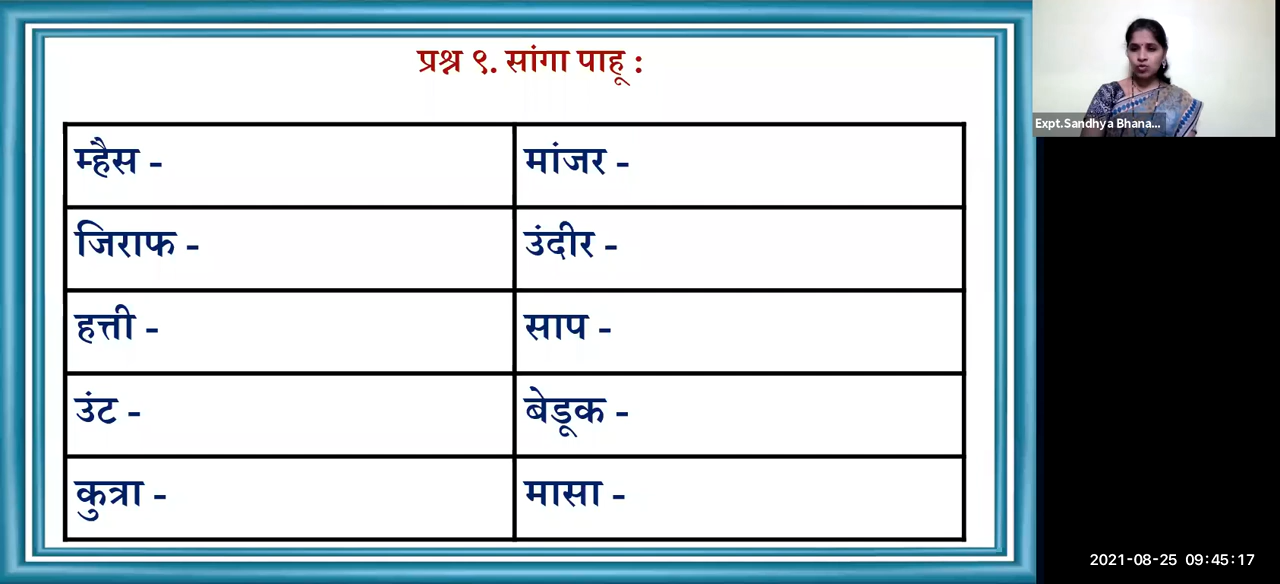 प्रश्न ९. सांगा पाहू :
म्हैस - मांजर -
जिराफ - उंदीर -
हत्ती - साप -
उंट - बेडूक -
कुत्रा - मासा -
Expt.Sandhya Bhana...
2021-08-25 09:45:17